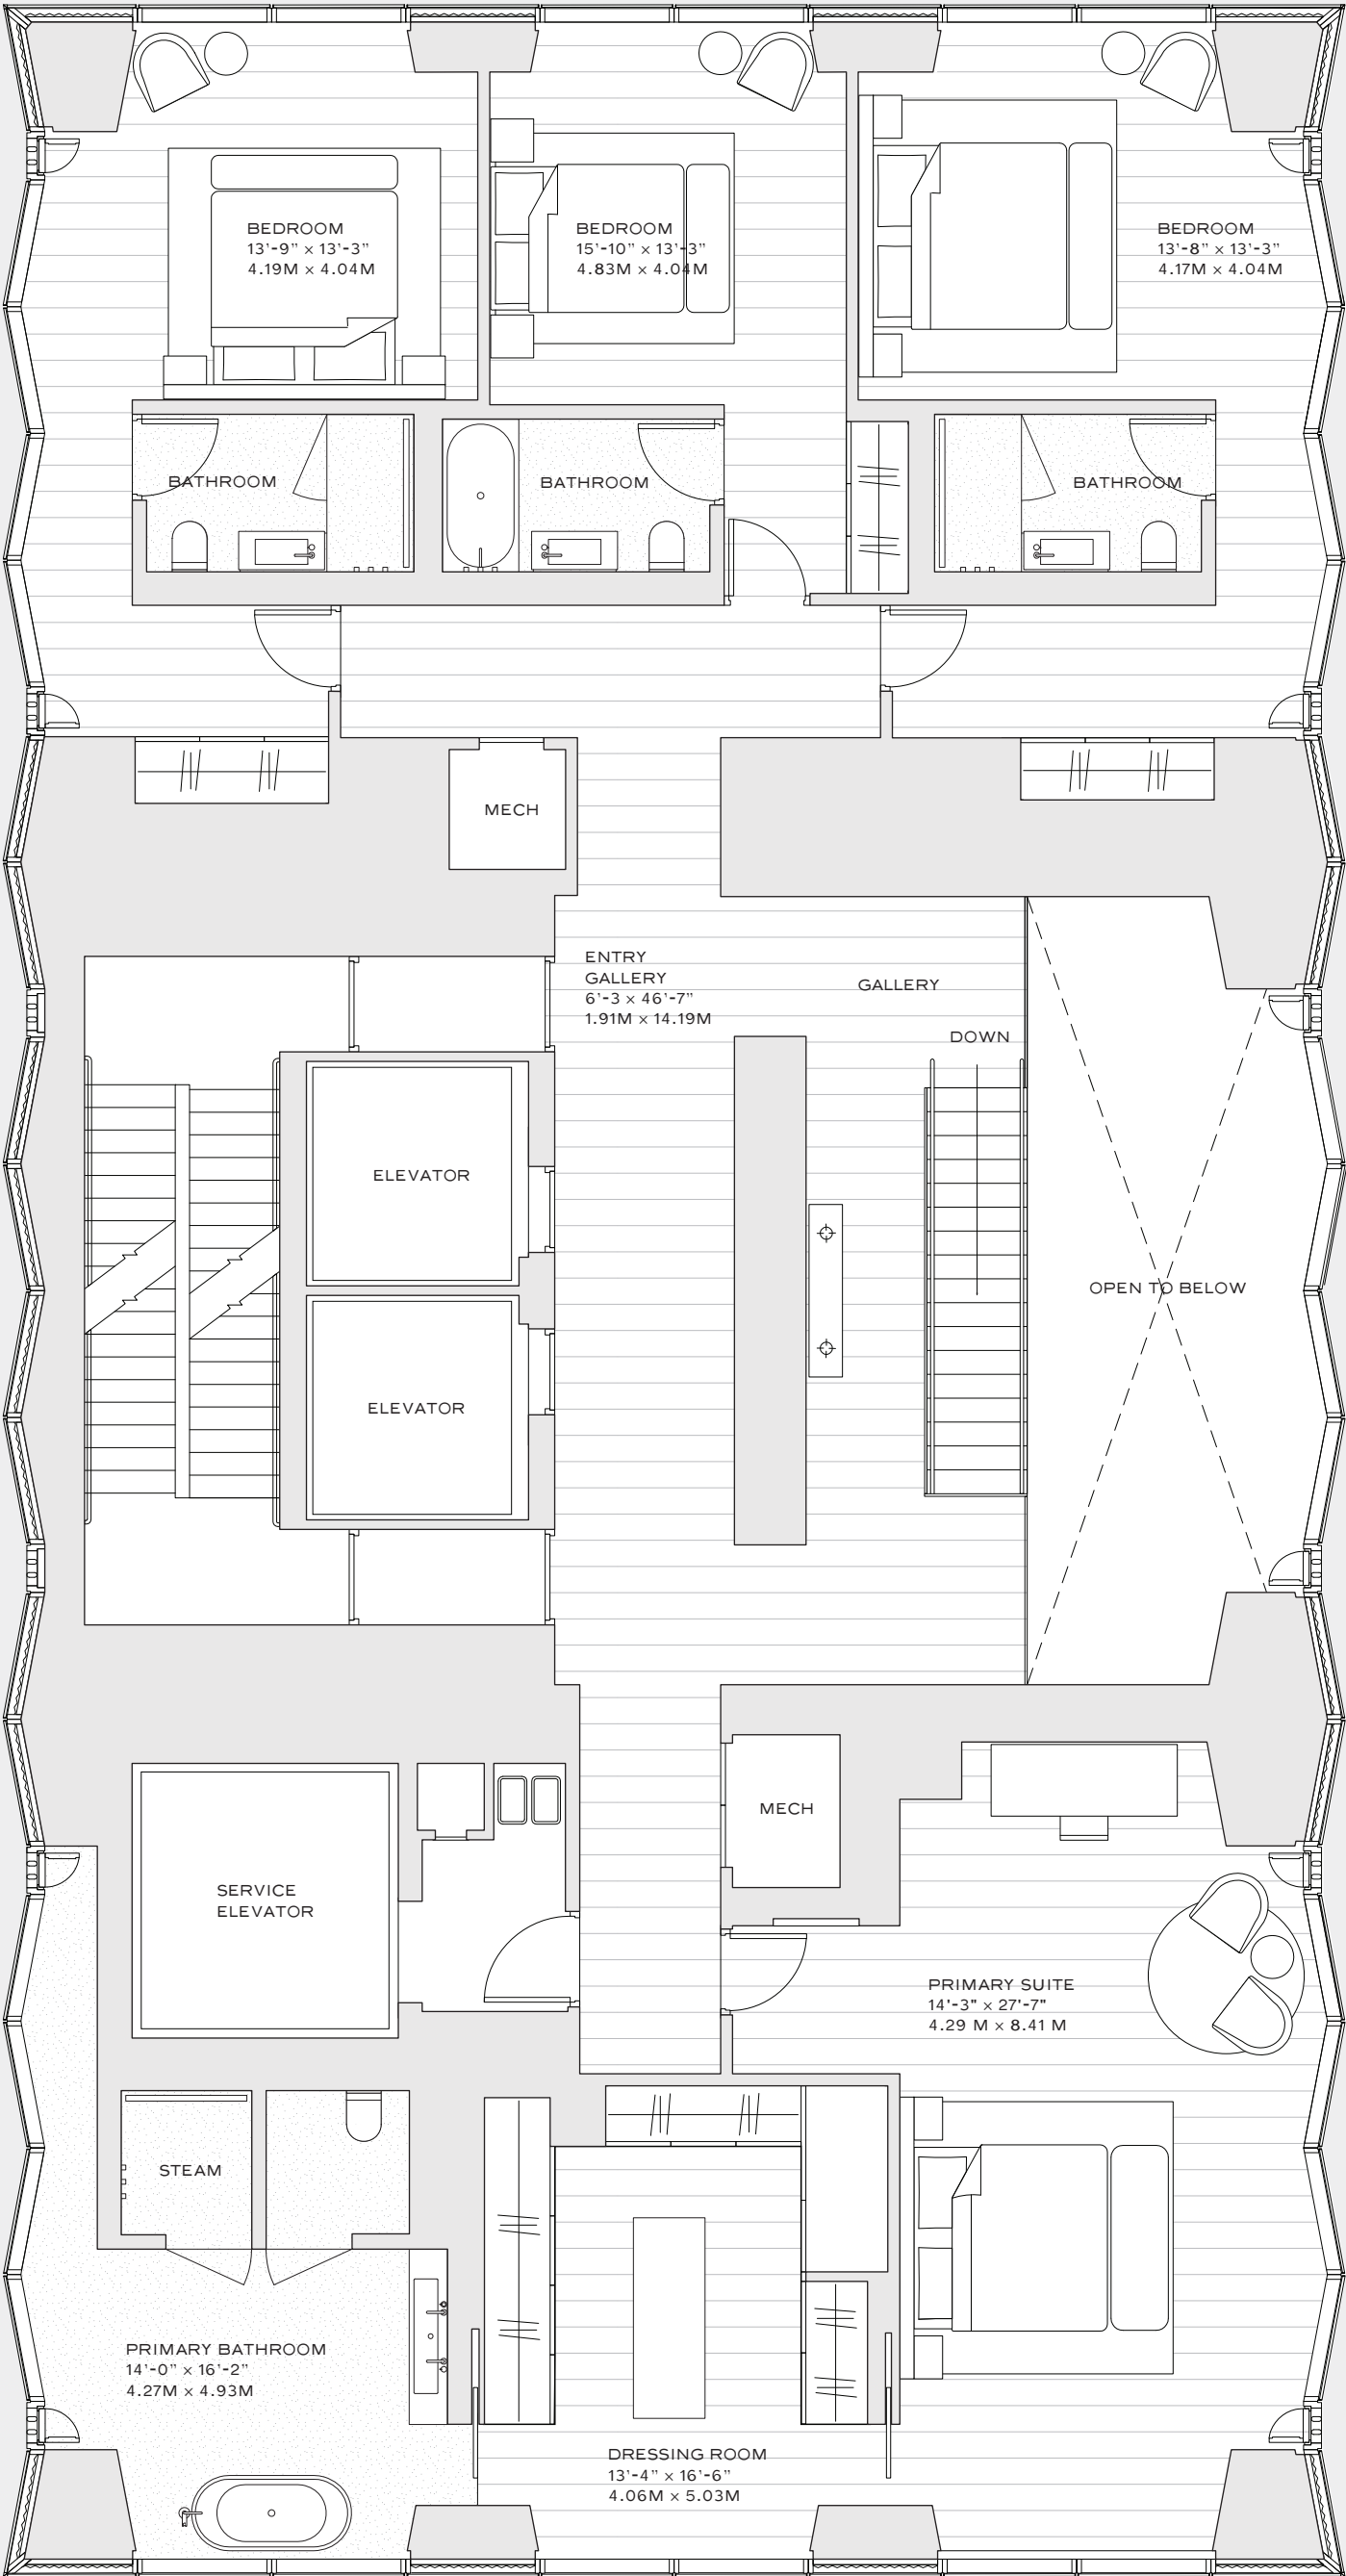 BEDROOM
13'-9" × 13'-3"
4.19M × 4.04M
BEDROOM
15'-10" × 13'-3"
4.83M × 4.04M
BEDROOM
13'-8" × 13'-3"
4.17M × 4.04M
BATHROOM
BATHROOM
BATHROOM
MECH
ENTRY
GALLERY
6'-3 × 46'-7"
1.91M × 14.19M
GALLERY
DOWN
ELEVATOR
OPEN TO BELOW
ELEVATOR
MECH
SERVICE
ELEVATOR
PRIMARY SUITE
14'-3" × 27'-7"
4.29 M × 8.41 M
STEAM
PRIMARY BATHROOM
14'-0" × 16'-2"
4.27M × 4.93M
DRESSING ROOM
13'-4" × 16'-6"
4.06M × 5.03M